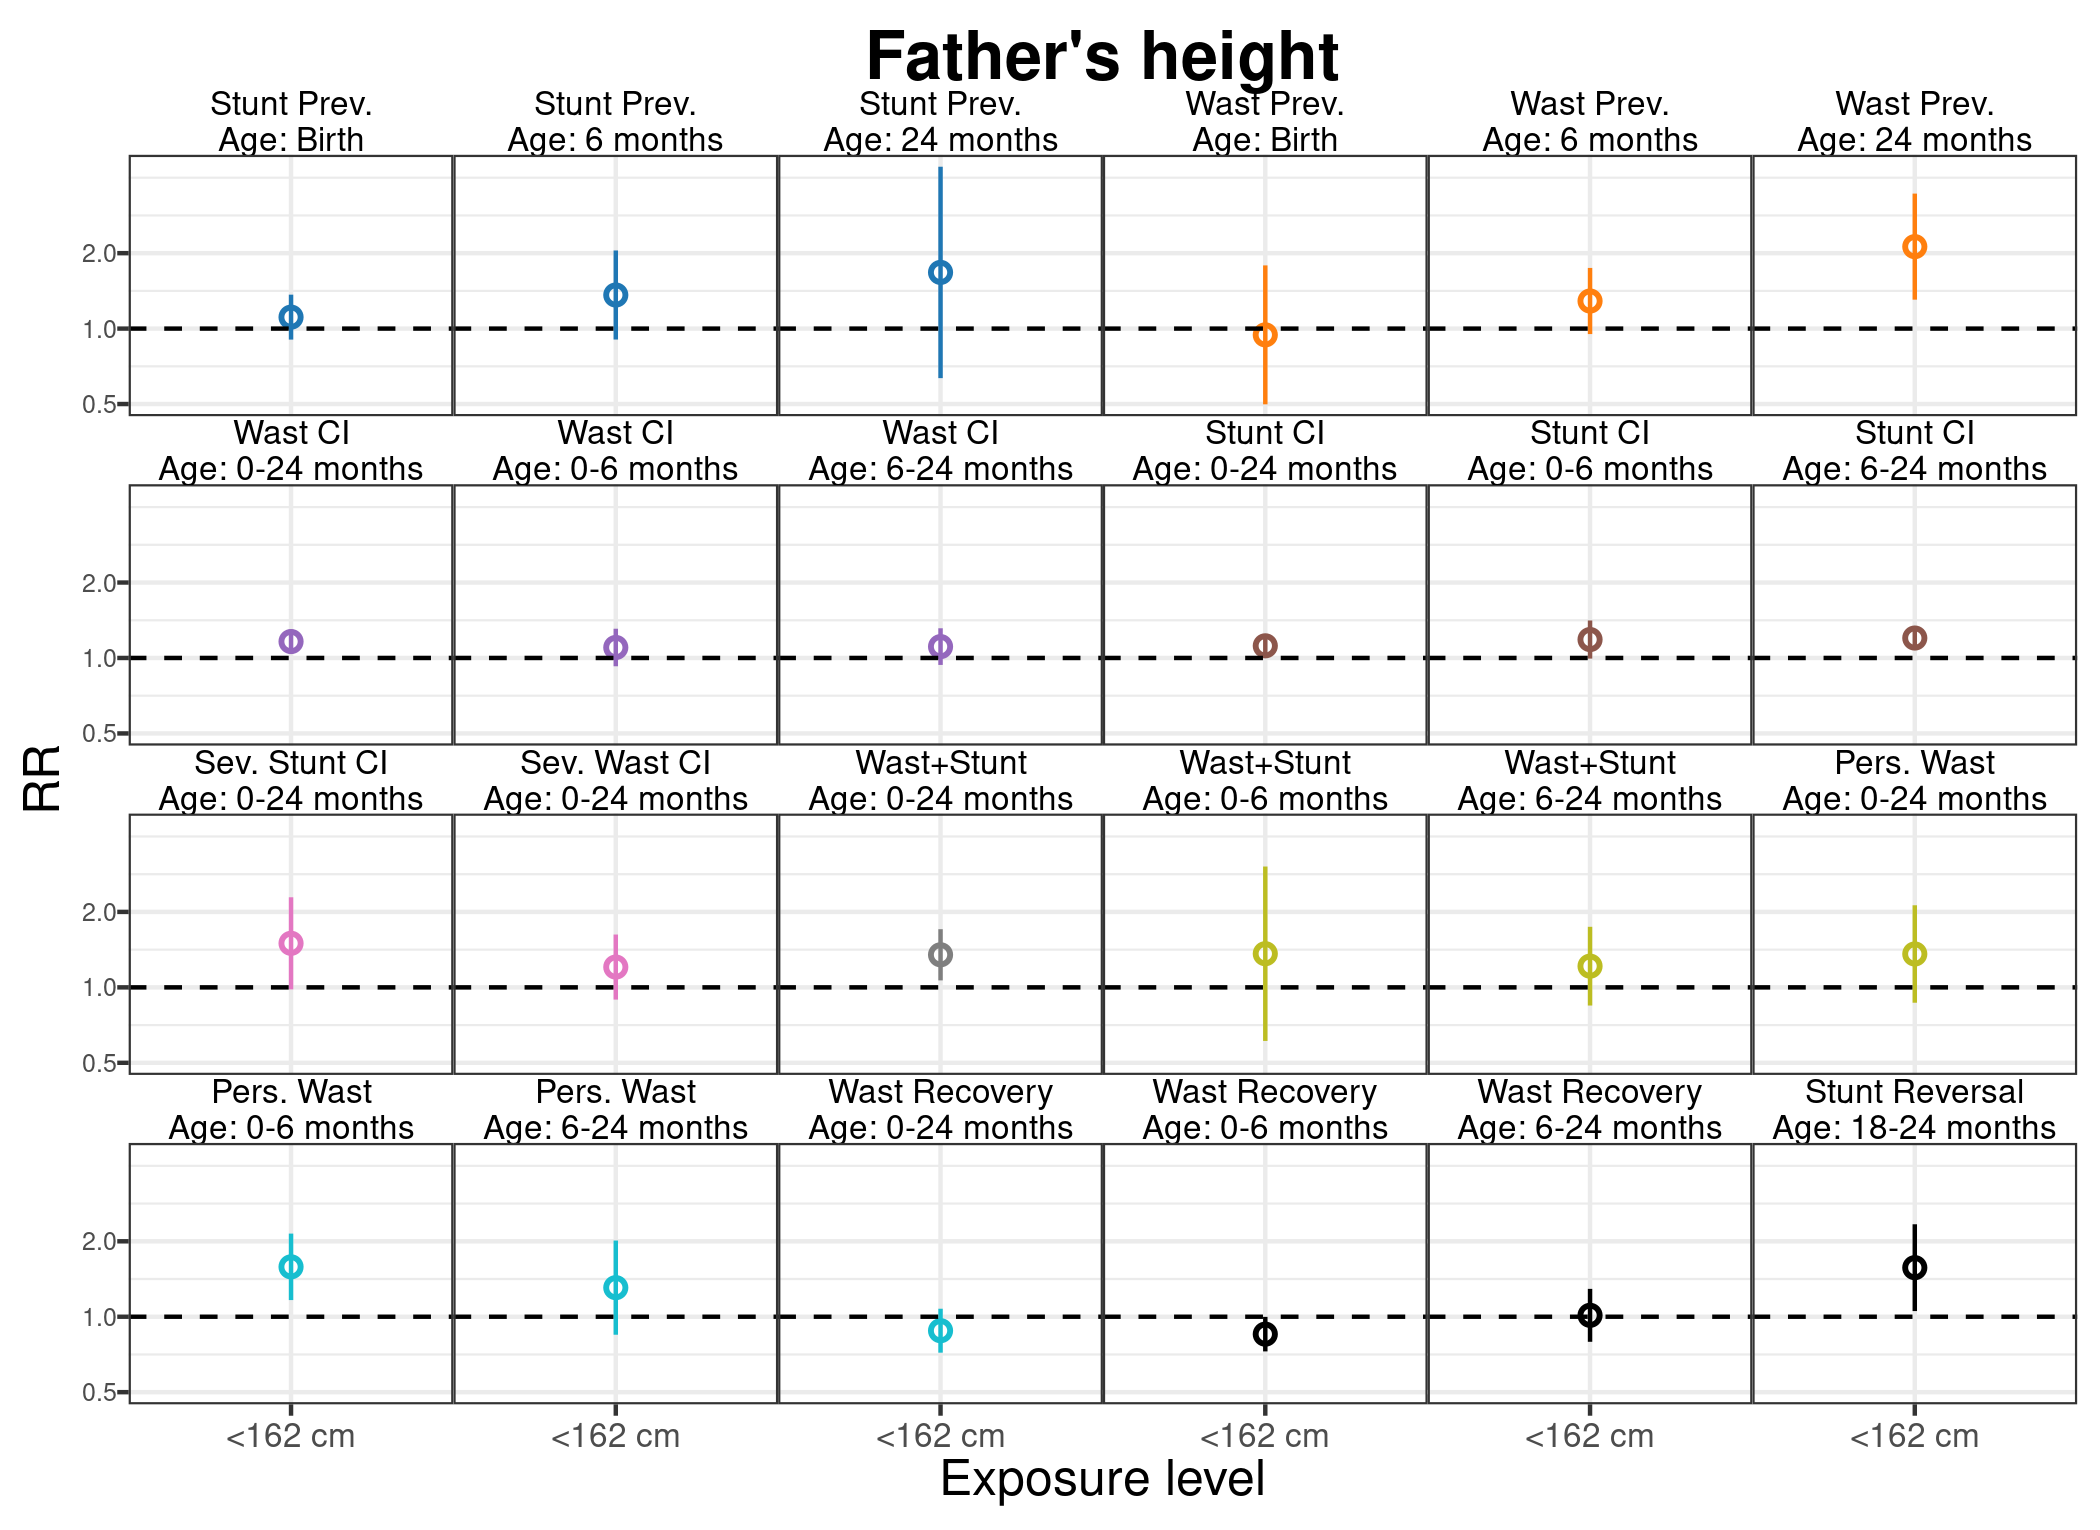 Father's height
Stunt Prev. Stunt Prev. Stunt Prev. Wast Prev. Wast Prev. Wast Prev.
Age: Birth Age: 6 months Age: 24 months Age: Birth Age: 6 months Age: 24 months
2.0
1.0
0.5
Wast CI Wast CI Wast CI Stunt CI Stunt CI Stunt CI
Age: 0-24 months Age: 0-6 months Age: 6-24 months Age: 0-24 months Age: 0-6 months Age: 6-24 months
2.0
1.0
0.5
RR
Sev. Stunt CI Sev. Wast CI Wast+Stunt Wast+Stunt Wast+Stunt Pers. Wast
Age: 0-24 months Age: 0-24 months Age: 0-24 months Age: 0-6 months Age: 6-24 months Age: 0-24 months
2.0
1.0
0.5
Pers. Wast Pers. Wast Wast Recovery Wast Recovery Wast Recovery Stunt Reversal
Age: 0-6 months Age: 6-24 months Age: 0-24 months Age: 0-6 months Age: 6-24 months Age: 18-24 months
2.0
1.0
0.5
<162 cm <162 cm <162 cm <162 cm <162 cm <162 cm
Exposure level